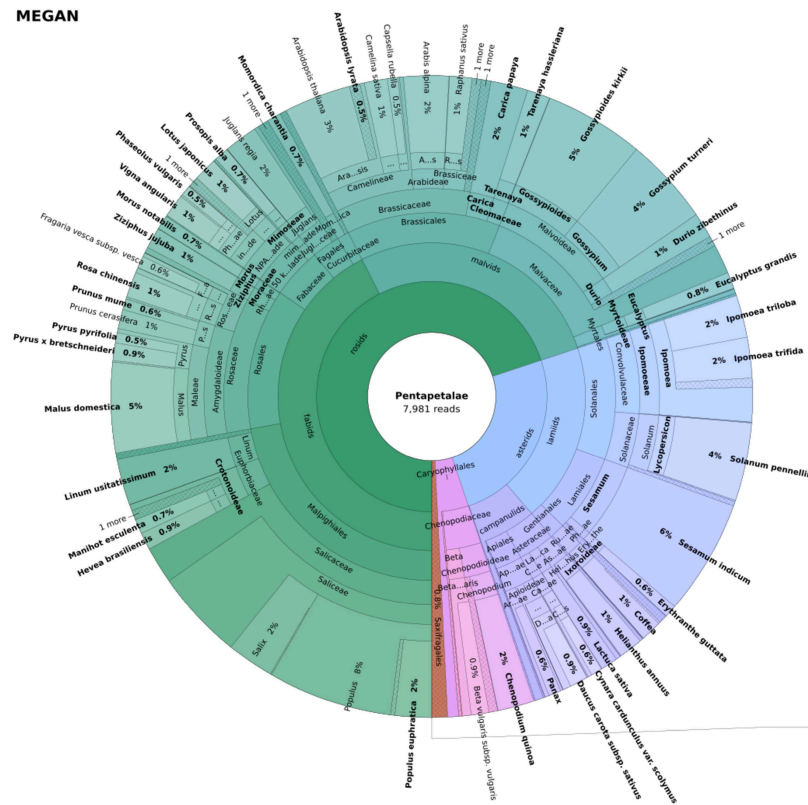 MEGAN
Pentapetalae
7,981 reads
rosids
malvids
fabids
asterids
lamiids
campanulids
Caryophyllales
Saxifragales
0.8%
Brassicales
Brassicaceae
Camelineae
Ara...sis
Arabideae
A...s
R...s
Brassiceae
Malvaceae
Malvoideae
Gossypioides
Gossypium
Tarenaya
Carica
Cleomaceae
Durio
Myrtales
Myrtoideae
Eucalyptus
Solanales
Convolvulaceae
Ipomoeeae
Ipomoea
Solanaceae
Solanum
Lycopersicon
Lamiales
Sesamum
Gentianales
Ixoroideae
Asteraceae
Apiales
Apioideae
Chenopodiaceae
Beta
Chenopodioideae
Beta...aris
Chenopodium
Malpighiales
Salicaceae
Saliceae
Euphorbiaceae
Crotonoideae
Linum
Rosales
Rosaceae
Amygdaloideae
Maleae
Malus
Pyrus
Moraceae
Morus
Ziziphus
Fabaceae
Fagales
Cucurbitaceae
Mimoseae
Juglans
Lotus
Arabidopsis thaliana 3%
Arabidopsis lyrata 0.5%
Camelina sativa 1%
Capsella rubella 0.5%
Arabis alpina 2%
Raphanus sativus 1%
1 more
1 more
Carica papaya 2%
Tarenaya hassleriana 1%
Gossypioides kirkii 5%
Gossypium turneri 4%
Durio zibethinus 1%
1 more
Eucalyptus grandis 0.8%
Ipomoea triloba 2%
Ipomoea trifida 2%
Solanum pennellii 4%
Sesamum indicum 6%
Erythranthe guttata 0.6%
Coffea 1%
Helianthus annuus 1%
Lactuca sativa 0.9%
Cynara cardunculus var. scolymus 0.6%
Daucus carota subsp. sativus 0.9%
Panax 0.6%
Chenopodium quinoa 2%
Beta vulgaris subsp. vulgaris 0.9%
Populus euphratica 2%
Populus 8%
Salix 2%
Hevea brasiliensis 0.9%
Manihot esculenta 0.7%
1 more
Linum usitatissimum 2%
Malus domestica 5%
Pyrus x bretschneideri 0.9%
Pyrus pyrifolia 0.5%
Prunus cerasifera 1%
Prunus mume 0.6%
Rosa chinensis 1%
Fragaria vesca subsp. vesca 0.6%
Ziziphus jujuba 1%
Morus notabilis 0.7%
Vigna angularis 1%
Phaseolus vulgaris 0.5%
1 more
Lotus japonicus 1%
Prosopis alba 0.7%
Juglans regia 2%
1 more
Momordica charantia 0.7%